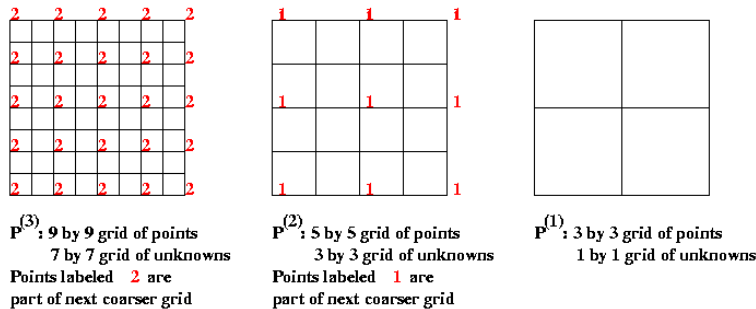 2 2 2 2 2
2 2 2 2 2
2 2 2 2 2
2 2 2 2 2
2 2 2 2 2
P(3): 9 by 9 grid of points
7 by 7 grid of unknowns
Points labeled 2 are
part of next coarser grid
1 1 1
1 1 1
1 1 1
P(2): 5 by 5 grid of points
3 by 3 grid of unknowns
Points labeled 1 are
part of next coarser grid
P(1): 3 by 3 grid of points
1 by 1 grid of unknowns